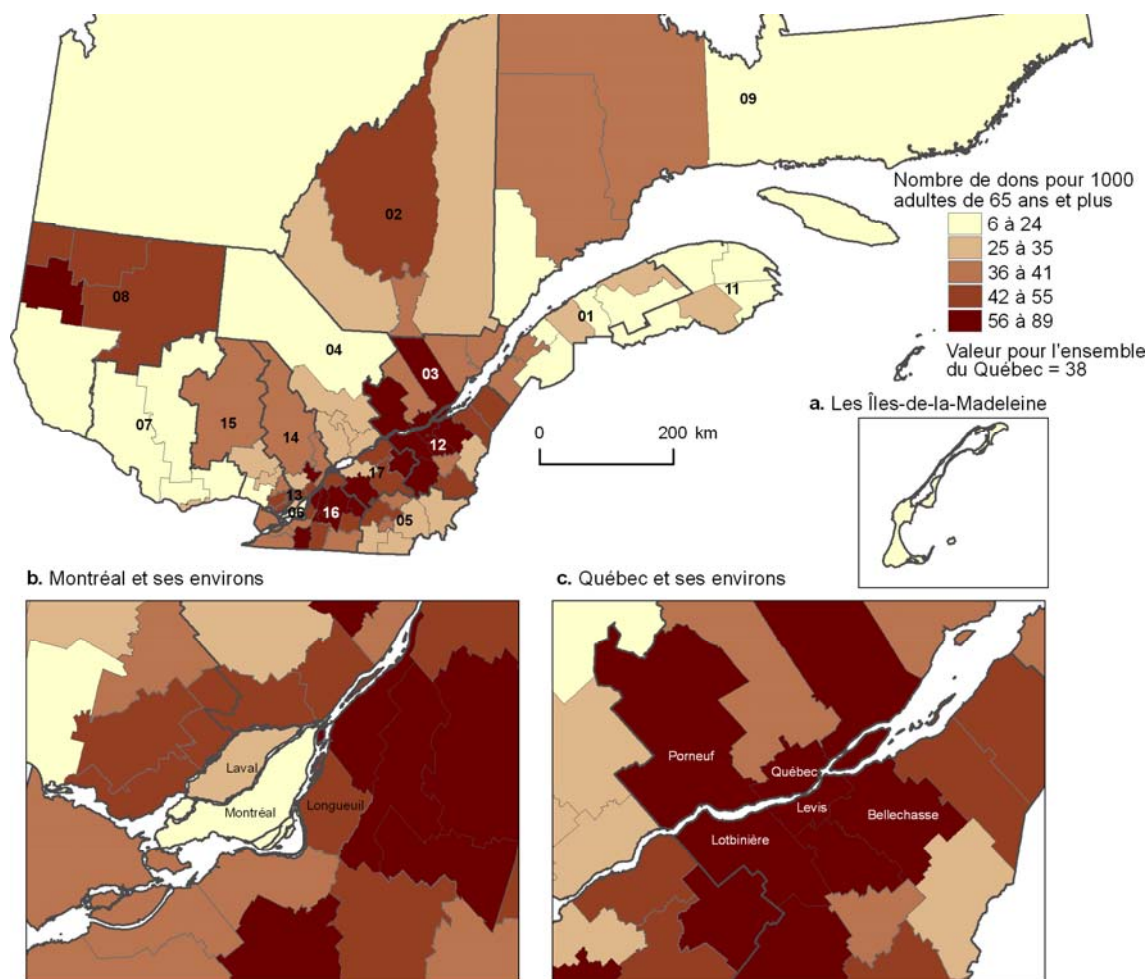 09
Nombre de dons pour 1000
adultes de 65 ans et plus
6 à 24
25 à 35
36 à 41
42 à 55
56 à 89
Valeur pour l'ensemble
du Québec = 38
02
08
11
01
04
03
07
15
14
12
17
13
06
16
05
0 200 km
a. Les Îles-de-la-Madeleine
b. Montréal et ses environs
Laval
Montréal
Longueuil
c. Québec et ses environs
Porneuf
Québec
Levis
Bellechasse
Lotbinière